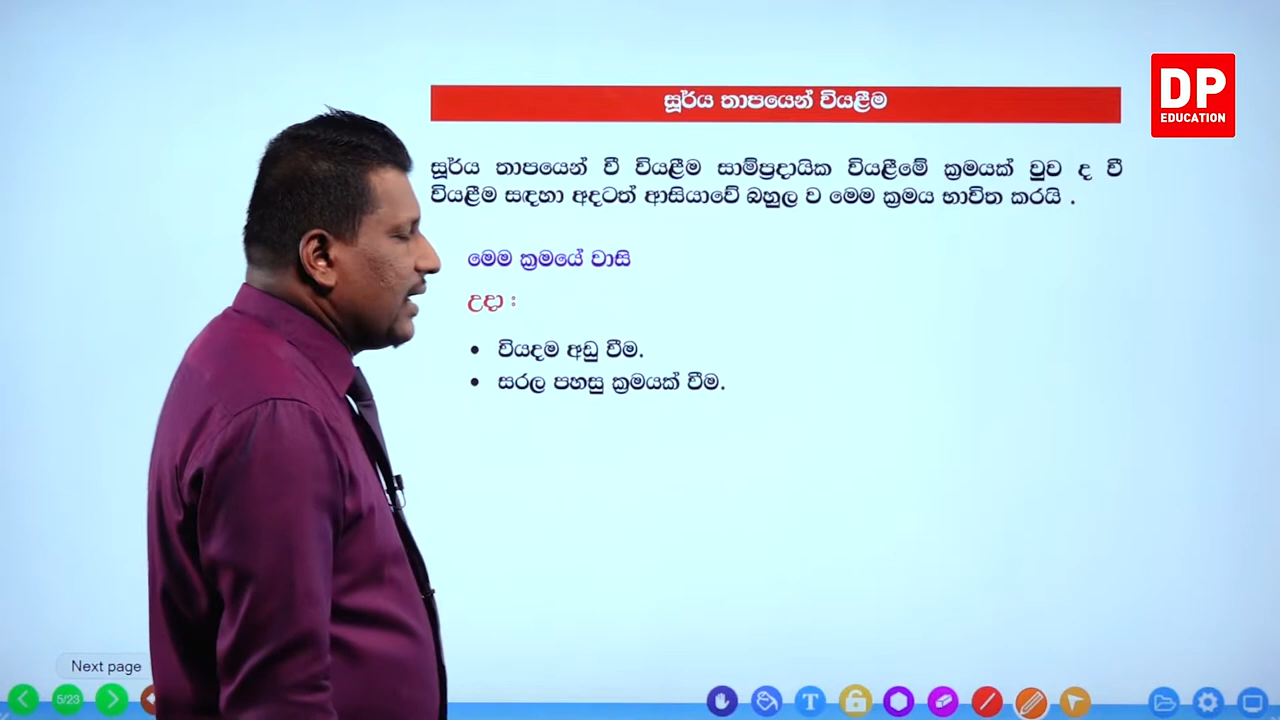 DP
EDUCATION
සූර්ය තාපයෙන් වියළීම
සූර්ය තාපයෙන් වී වියළීම සාම්ප්‍රදායික වියළීමේ ක්‍රමයක් වුව ද වී
වියළීම සඳහා අදටත් ආසියාවේ බහුල ව මෙම ක්‍රමය භාවිත කරයි .
මෙම ක්‍රමයේ වාසි
උදා :
• වියදම අඩු වීම.
• සරල පහසු ක්‍රමයක් වීම.
Next page
5/23
T